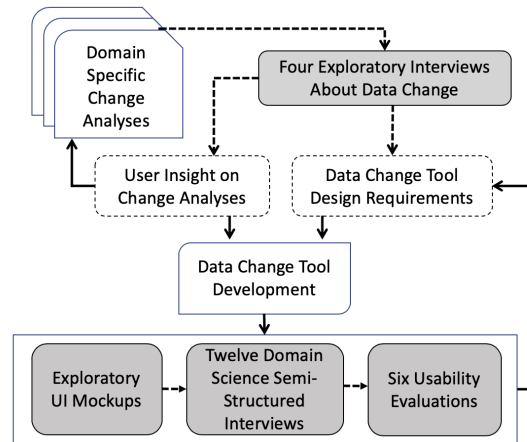 Domain
Specific
Change
Analyses
Four Exploratory Interviews
About Data Change
User Insight on
Change Analyses
Data Change Tool
Design Requirements
Data Change Tool
Development
Exploratory
UI Mockups
Twelve Domain
Science Semi-
Structured
Interviews
Six Usability
Evaluations